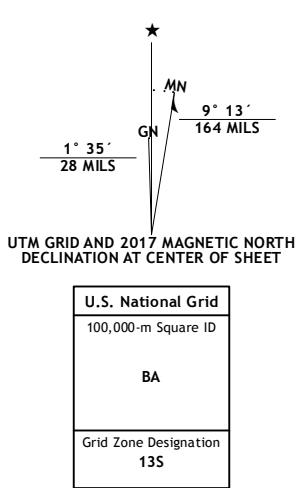 ★
MN
9° 13´
164 MILS
GN
1° 35´
28 MILS
UTM GRID AND 2017 MAGNETIC NORTH
DECLINATION AT CENTER OF SHEET
U.S. National Grid
100,000-m Square ID
BA
Grid Zone Designation
13S